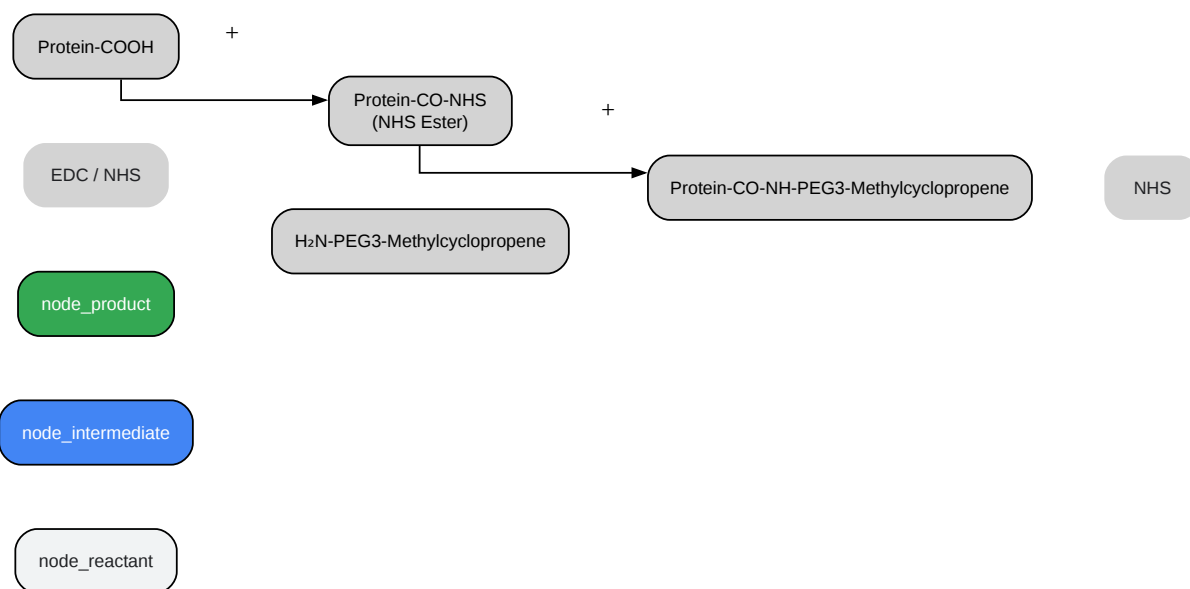 Protein-COOH
+
Protein-CO-NHS
(NHS Ester)
+
EDC / NHS
Protein-CO-NH-PEG3-Methylcyclopropene
NHS
H₂N-PEG3-Methylcyclopropene
node_product
node_intermediate
node_reactant